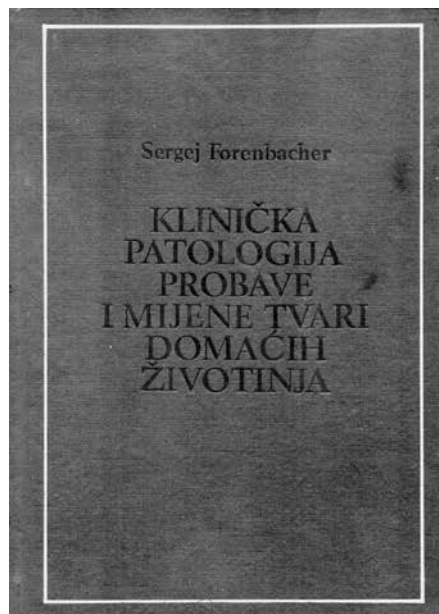 Sergej Forenbacher
KLINIČKA
PATOLOGIJA
PROBAVE
I MIJENE TVARI
DOMAĆIH
ŽIVOTINJA